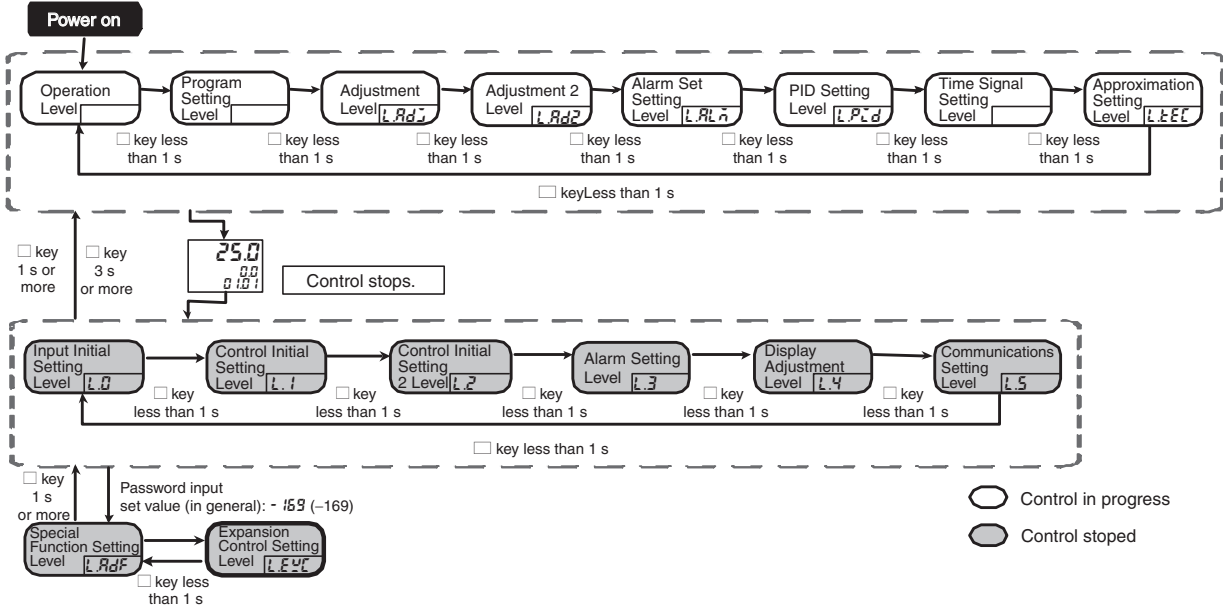 Power on
Operation
Level
Program
Setting
Level
Adjustment
Level L.Adj
Adjustment 2
Level L.Ad2
Alarm Set
Setting
Level L.ALM
PID Setting
Level L.PID
Time Signal
Setting
Level
Approximation
Setting
Level L.tEC
□ key less
than 1 s
□ key less
than 1 s
□ key less
than 1 s
□ key less
than 1 s
□ key less
than 1 s
□ key less
than 1 s
□ key less
than 1 s
□ keyLess than 1 s
□ key
1 s or
more
□ key
3 s
or more
25.0
0.0
01.01
Control stops.
Input Initial
Setting
Level L.0
Control Initial
Setting
Level L.1
Control Initial
Setting
2 Level L.2
Alarm Setting
Level L.3
Display
Adjustment
Level L.4
Communications
Setting
Level L.5
□ key
less than 1 s
□ key
less than 1 s
□ key
less than 1 s
□ key
less than 1 s
□ key
less than 1 s
□ key less than 1 s
□ key
1 s
or more
Password input
set value (in general): -169 (–169)
Special
Function Setting
Level L.AdF
Expansion
Control Setting
Level L.EXC
□ key less
than 1 s
Control in progress
Control stoped